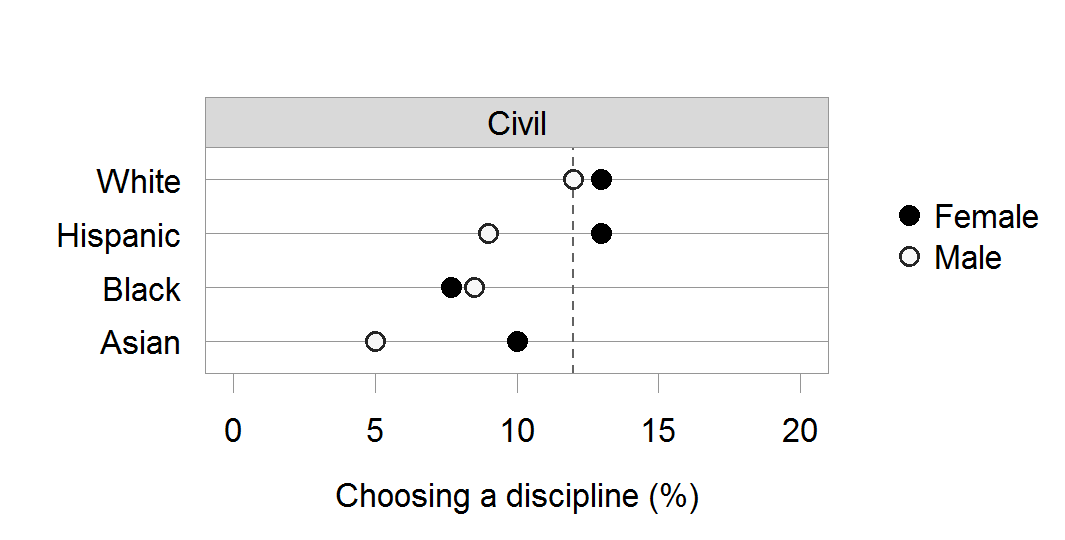 Civil
White
Hispanic
Black
Asian
Female
Male
0 5 10 15 20
Choosing a discipline (%)